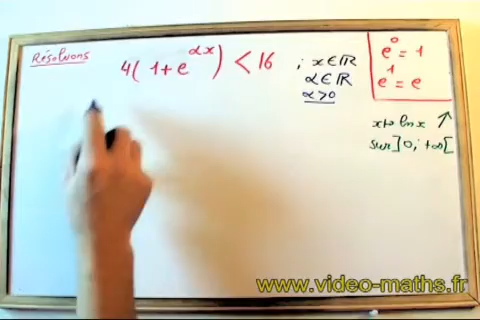 Résolvons
4(1+e^{αx}) < 16 ; x∈ℝ
α∈ℝ
α>0
e^0 = 1
e^1 = e
x↦ln x ↗
sur ]0;+∞[
www.video-maths.fr